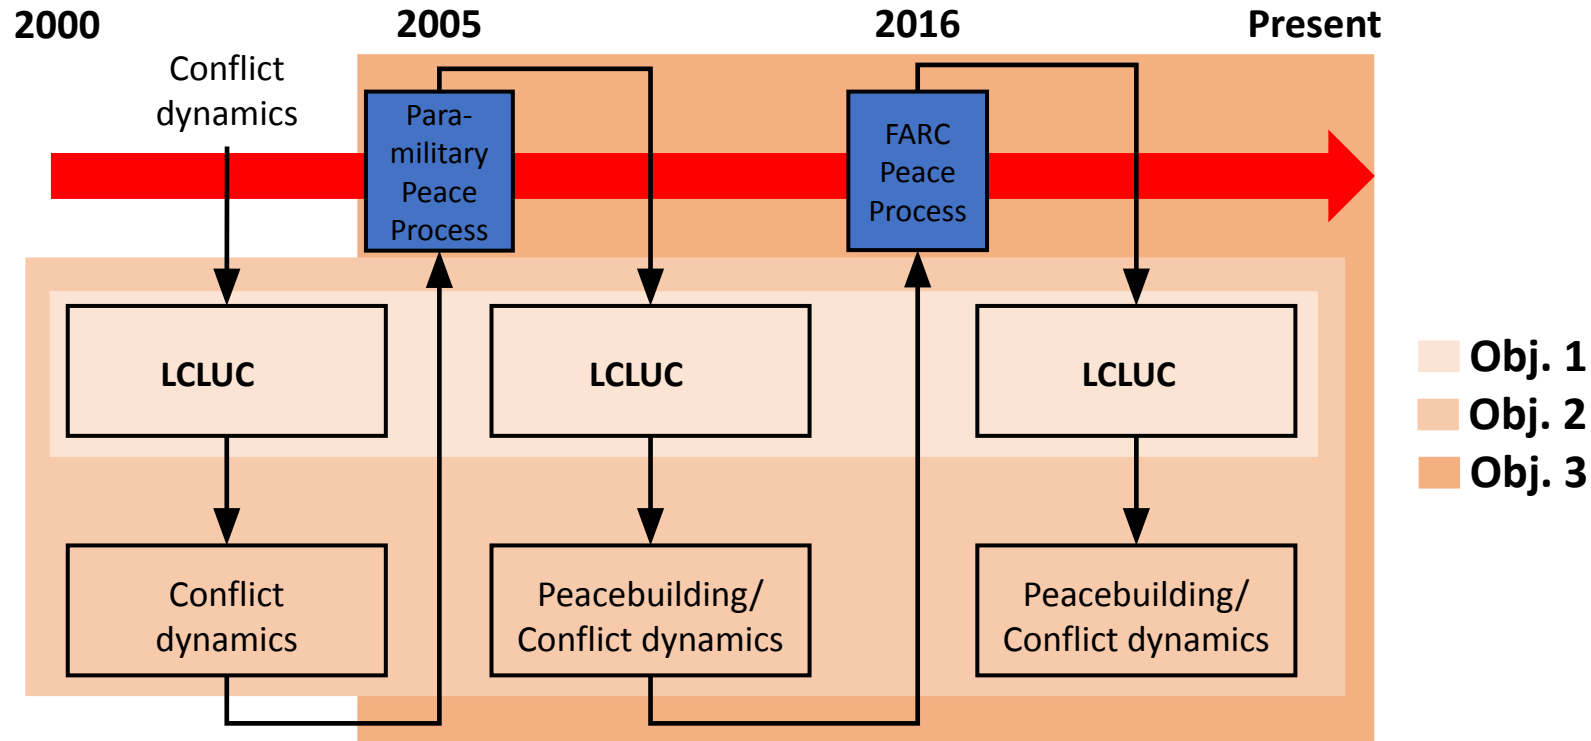 2000
2005
2016
Present
Conflict
dynamics
Para-
military
Peace
Process
FARC
Peace
Process
LCLUC
LCLUC
LCLUC
Obj. 1
Obj. 2
Obj. 3
Conflict
dynamics
Peacebuilding/
Conflict dynamics
Peacebuilding/
Conflict dynamics